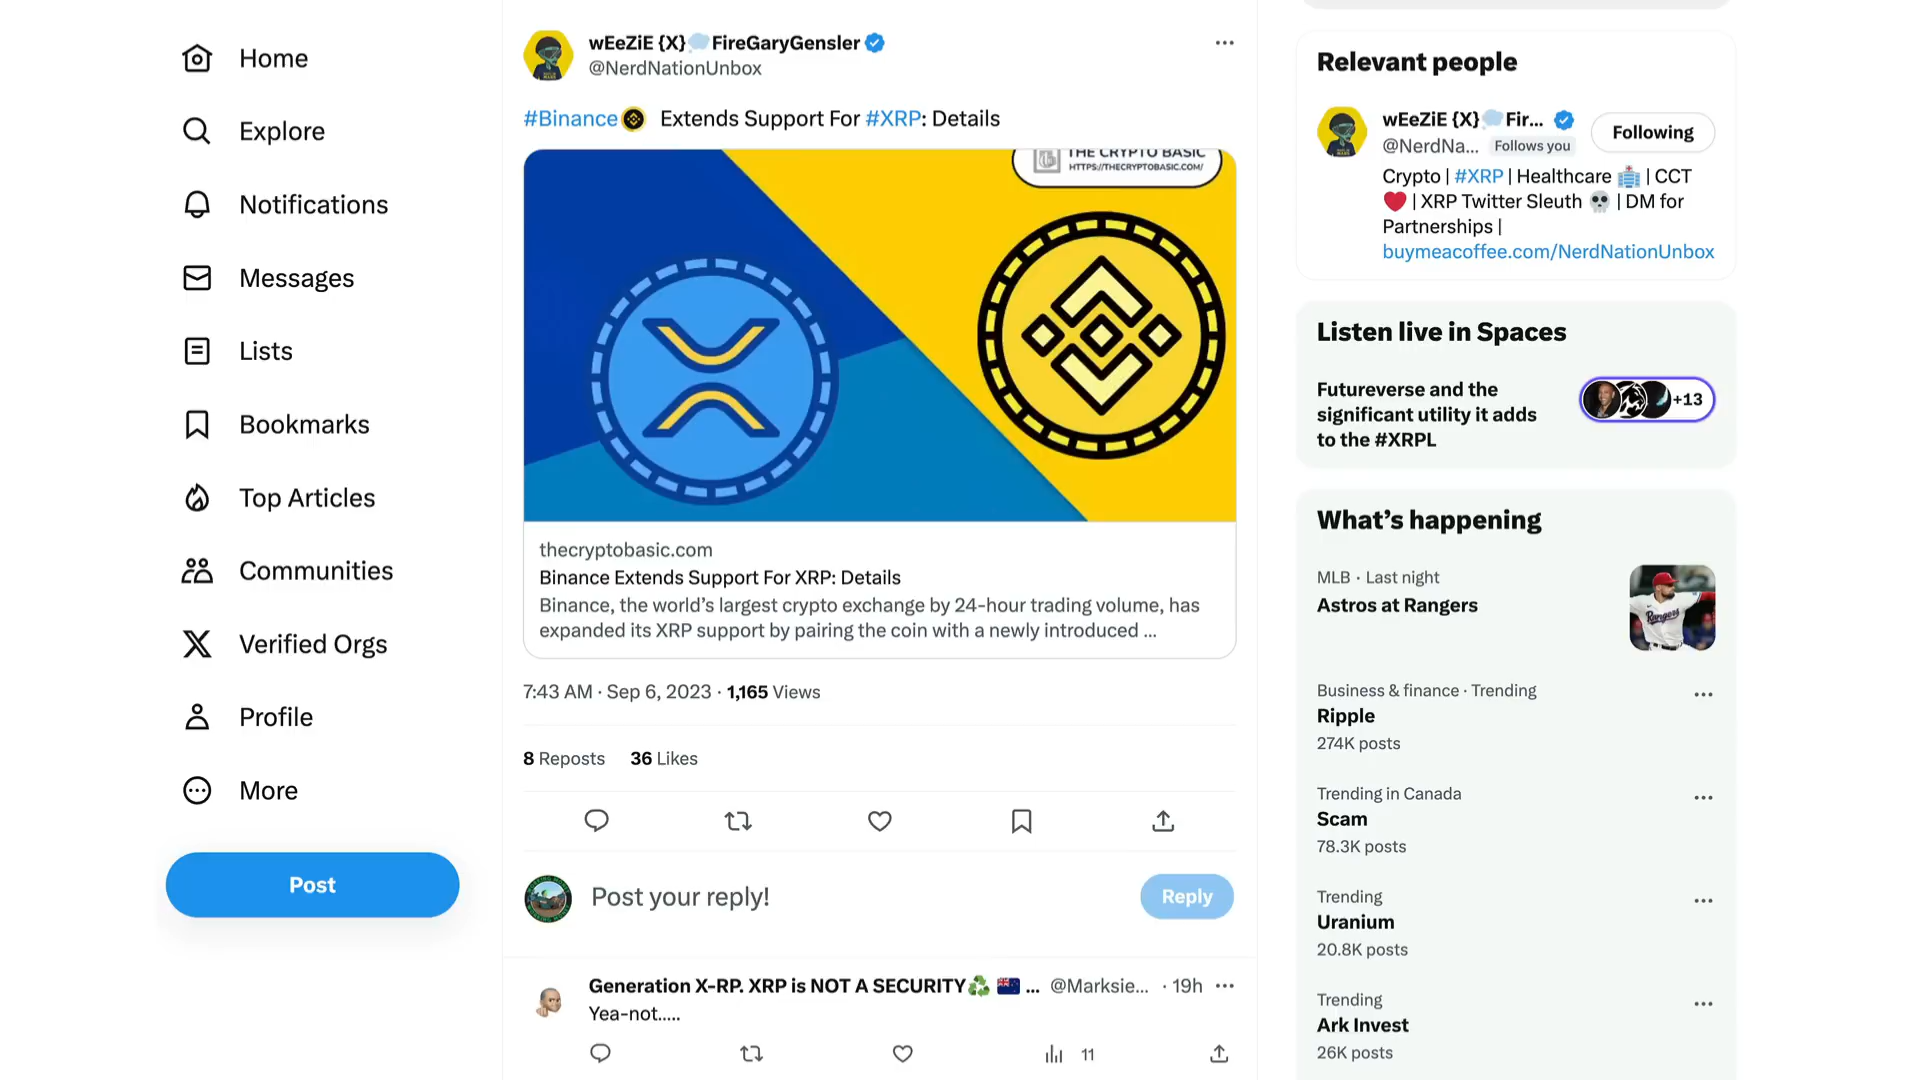 Home
Explore
Notifications
Messages
Lists
Bookmarks
Top Articles
Communities
Verified Orgs
Profile
More
Post
wEeZiE {X}💭FireGaryGensler
@NerdNationUnbox
#Binance Extends Support For #XRP: Details
THE CRYPTO BASIC
HTTPS://THECRYPTOBASIC.COM/
thecryptobasic.com
Binance Extends Support For XRP: Details
Binance, the world’s largest crypto exchange by 24-hour trading volume, has
expanded its XRP support by pairing the coin with a newly introduced ...
7:43 AM · Sep 6, 2023 · 1,165 Views
8 Reposts 36 Likes
Post your reply!
Reply
Generation X-RP. XRP is NOT A SECURITY♻️ 🇳🇿 ... @Marksie... · 19h
Yea-not.....
11
Relevant people
wEeZiE {X}💭Fir...
Following
@NerdNa... Follows you
Crypto | #XRP | Healthcare 🏥 | CCT
❤️ | XRP Twitter Sleuth 💀 | DM for
Partnerships |
buymeacoffee.com/NerdNationUnbox
Listen live in Spaces
Futureverse and the
significant utility it adds
to the #XRPL
+13
What’s happening
MLB · Last night
Astros at Rangers
Rangers
Business & finance · Trending
Ripple
274K posts
Trending in Canada
Scam
78.3K posts
Trending
Uranium
20.8K posts
Trending
Ark Invest
26K posts